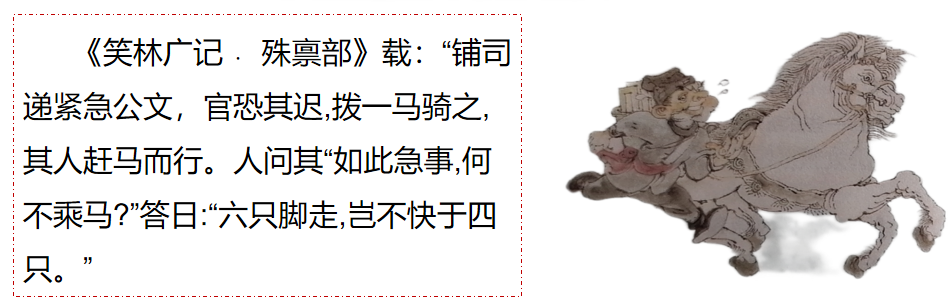 《笑林广记 · 殊禀部》载：“铺司
递紧急公文，官恐其迟,拨一马骑之,
其人赶马而行。人问其“如此急事,何
不乘马?”答日:“六只脚走,岂不快于四
只。”